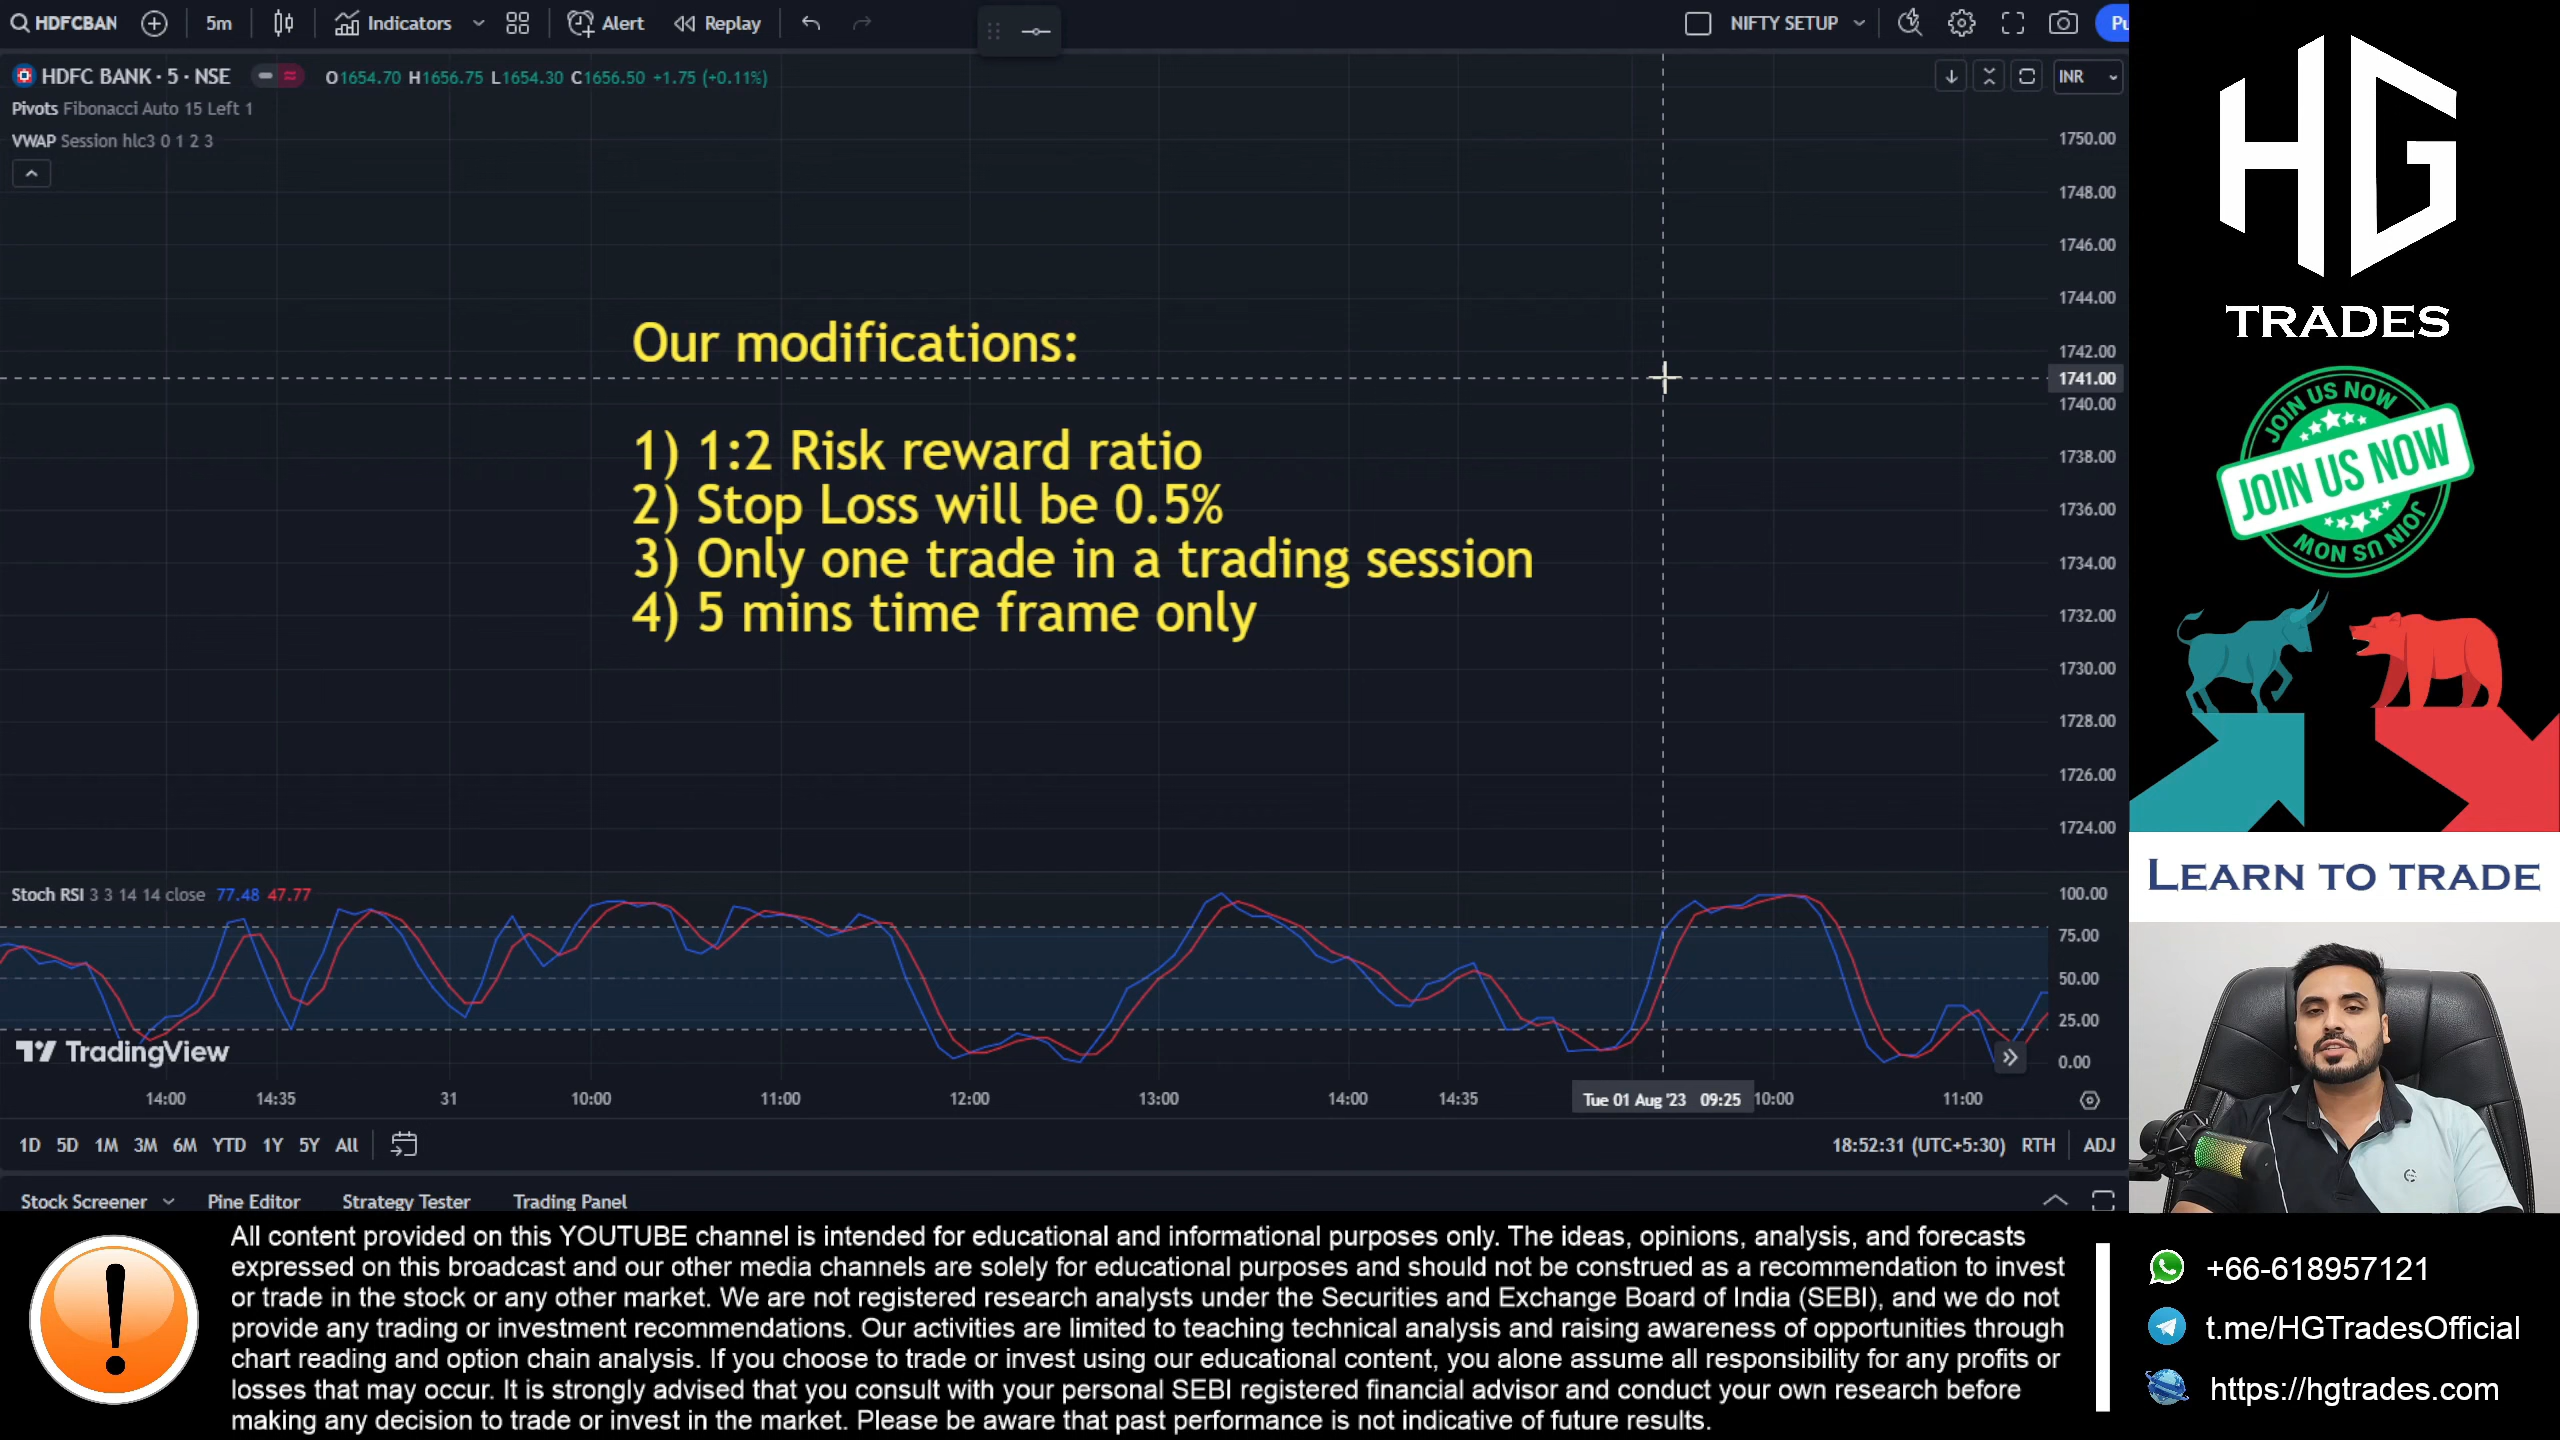 HDFCBAN
5m
Indicators
Alert
Replay
NIFTY SETUP
HDFC BANK · 5 · NSE
O1654.70 H1656.75 L1654.30 C1656.50 +1.75 (+0.11%)
INR
Pivots Fibonacci Auto 15 Left 1
VWAP Session hlc3 0 1 2 3
1750.00
1748.00
1746.00
1744.00
1742.00
1741.00
1740.00
1738.00
1736.00
1734.00
1732.00
1730.00
1728.00
1726.00
1724.00
Our modifications:
1) 1:2 Risk reward ratio
2) Stop Loss will be 0.5%
3) Only one trade in a trading session
4) 5 mins time frame only
Stoch RSI 3 3 14 14 close 77.48 47.77
100.00
75.00
50.00
25.00
0.00
TradingView
14:00 14:35 31 10:00 11:00 12:00 13:00 14:00 14:35 Tue 01 Aug '23 09:25 10:00 11:00
1D 5D 1M 3M 6M YTD 1Y 5Y All
18:52:31 (UTC+5:30) RTH ADJ
Stock Screener Pine Editor Strategy Tester Trading Panel
HG
TRADES
JOIN US NOW
JOIN US NOW
JOIN US NOW
LEARN TO TRADE
All content provided on this YOUTUBE channel is intended for educational and informational purposes only. The ideas, opinions, analysis, and forecasts
expressed on this broadcast and our other media channels are solely for educational purposes and should not be construed as a recommendation to invest
or trade in the stock or any other market. We are not registered research analysts under the Securities and Exchange Board of India (SEBI), and we do not
provide any trading or investment recommendations. Our activities are limited to teaching technical analysis and raising awareness of opportunities through
chart reading and option chain analysis. If you choose to trade or invest using our educational content, you alone assume all responsibility for any profits or
losses that may occur. It is strongly advised that you consult with your personal SEBI registered financial advisor and conduct your own research before
making any decision to trade or invest in the market. Please be aware that past performance is not indicative of future results.
+66-618957121
t.me/HGTradesOfficial
https://hgtrades.com